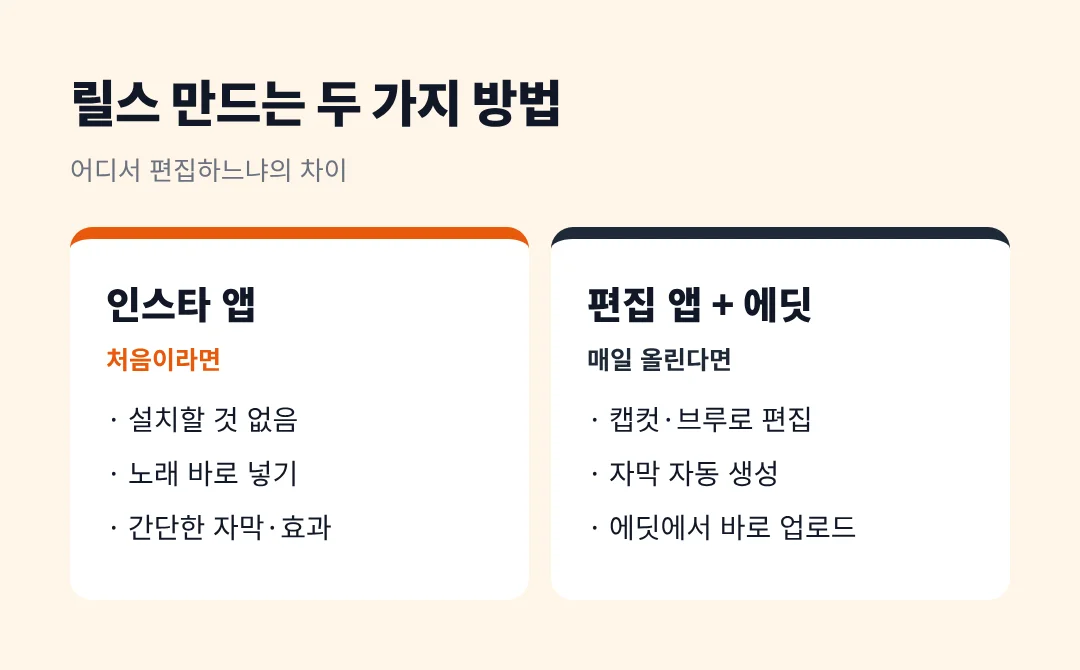 릴스 만드는 두 가지 방법
어디서 편집하느냐의 차이
인스타 앱
처음이라면
· 설치할 것 없음
· 노래 바로 넣기
· 간단한 자막·효과
편집 앱 + 에딧
매일 올린다면
· 캡컷·브루로 편집
· 자막 자동 생성
· 에딧에서 바로 업로드